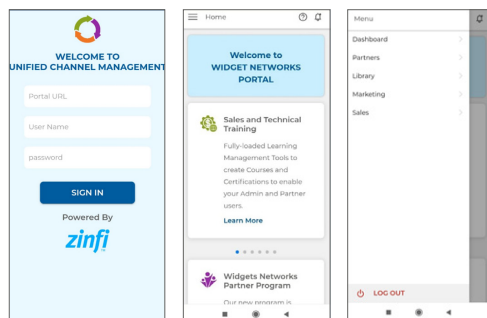 WELCOME TO
UNIFIED CHANNEL MANAGEMENT
Portal URL
User Name
password
SIGN IN
Powered By
zinfi
Home
Welcome to
WIDGET NETWORKS
PORTAL
Sales and Technical
Training
Fully-loaded Learning
Management Tools to
create Courses and
Certifications to enable
your Admin and Partner
users.
Learn More
Widgets Networks
Partner Program
Our new program is
Menu
Dashboard
Partners
Library
Marketing
Sales
LOG OUT